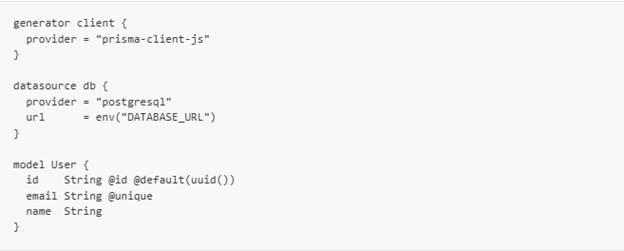 generator client {
  provider = "prisma-client-js"
}

datasource db {
  provider = "postgresql"
  url      = env("DATABASE_URL")
}

model User {
  id    String @id @default(uuid())
  email String @unique
  name  String
}